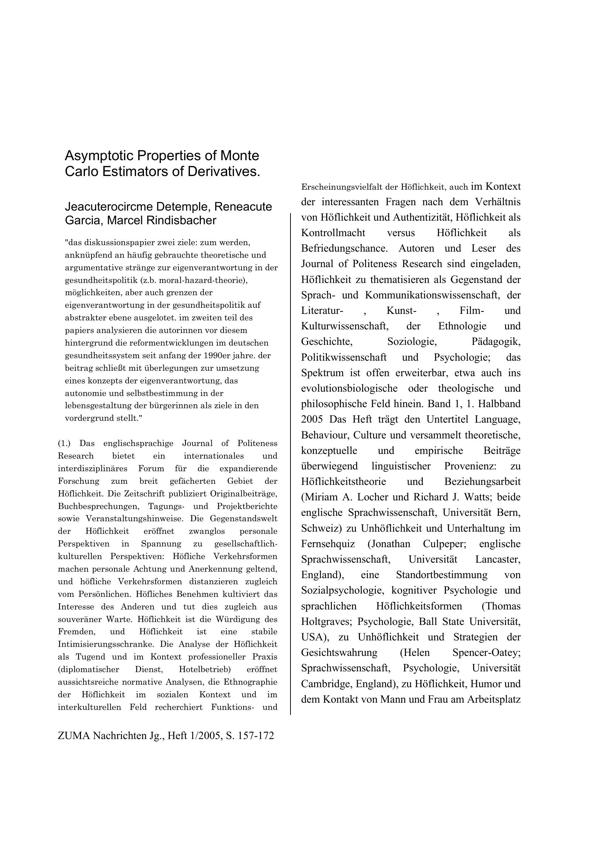 Asymptotic Properties of Monte
Carlo Estimators of Derivatives.
Jeacuterocircme Detemple, Reneacute
Garcia, Marcel Rindisbacher
"das diskussionspapier zwei ziele: zum werden,
anknüpfend an häufig gebrauchte theoretische und
argumentative stränge zur eigenverantwortung in der
gesundheitspolitik (z.b. moral-hazard-theorie),
möglichkeiten, aber auch grenzen der
eigenverantwortung in der gesundheitspolitik auf
abstrakter ebene ausgelotet. im zweiten teil des
papiers analysieren die autorinnen vor diesem
hintergrund die reformentwicklungen im deutschen
gesundheitssystem seit anfang der 1990er jahre. der
beitrag schließt mit überlegungen zur umsetzung
eines konzepts der eigenverantwortung, das
autonomie und selbstbestimmung in der
lebensgestaltung der bürgerinnen als ziele in den
vordergrund stellt."
(1.) Das englischsprachige Journal of Politeness
Research bietet ein internationales und
interdisziplinäres Forum für die expandierende
Forschung zum breit gefächerten Gebiet der
Höflichkeit. Die Zeitschrift publiziert Originalbeiträge,
Buchbesprechungen, Tagungs- und Projektberichte
sowie Veranstaltungshinweise. Die Gegenstandswelt
der Höflichkeit eröffnet zwanglos personale
Perspektiven in Spannung zu gesellschaftlich-
kulturellen Perspektiven: Höfliche Verkehrsformen
machen personale Achtung und Anerkennung geltend,
und höfliche Verkehrsformen distanzieren zugleich
vom Persönlichen. Höfliches Benehmen kultiviert das
Interesse des Anderen und tut dies zugleich aus
souveräner Warte. Höflichkeit ist die Würdigung des
Fremden, und Höflichkeit ist eine stabile
Intimisierungsschranke. Die Analyse der Höflichkeit
als Tugend und im Kontext professioneller Praxis
(diplomatischer Dienst, Hotelbetrieb) eröffnet
aussichtsreiche normative Analysen, die Ethnographie
der Höflichkeit im sozialen Kontext und im
interkulturellen Feld recherchiert Funktions- und
Erscheinungsvielfalt der Höflichkeit, auch im Kontext
der interessanten Fragen nach dem Verhältnis
von Höflichkeit und Authentizität, Höflichkeit als
Kontrollmacht versus Höflichkeit als
Befriedungschance. Autoren und Leser des
Journal of Politeness Research sind eingeladen,
Höflichkeit zu thematisieren als Gegenstand der
Sprach- und Kommunikationswissenschaft, der
Literatur- , Kunst- , Film- und
Kulturwissenschaft, der Ethnologie und
Geschichte, Soziologie, Pädagogik,
Politikwissenschaft und Psychologie; das
Spektrum ist offen erweiterbar, etwa auch ins
evolutionsbiologische oder theologische und
philosophische Feld hinein. Band 1, 1. Halbband
2005 Das Heft trägt den Untertitel Language,
Behaviour, Culture und versammelt theoretische,
konzeptuelle und empirische Beiträge
überwiegend linguistischer Provenienz: zu
Höflichkeitstheorie und Beziehungsarbeit
(Miriam A. Locher und Richard J. Watts; beide
englische Sprachwissenschaft, Universität Bern,
Schweiz) zu Unhöflichkeit und Unterhaltung im
Fernsehquiz (Jonathan Culpeper; englische
Sprachwissenschaft, Universität Lancaster,
England), eine Standortbestimmung von
Sozialpsychologie, kognitiver Psychologie und
sprachlichen Höflichkeitsformen (Thomas
Holtgraves; Psychologie, Ball State Universität,
USA), zu Unhöflichkeit und Strategien der
Gesichtswahrung (Helen Spencer-Oatey;
Sprachwissenschaft, Psychologie, Universität
Cambridge, England), zu Höflichkeit, Humor und
dem Kontakt von Mann und Frau am Arbeitsplatz
ZUMA Nachrichten Jg., Heft 1/2005, S. 157-172